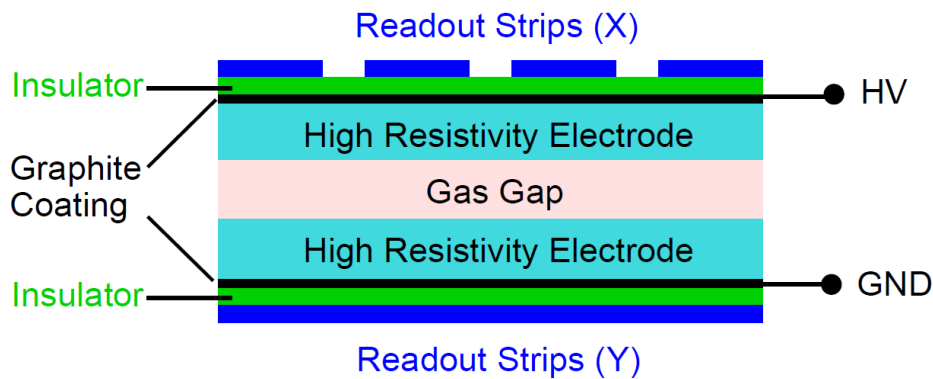 Readout Strips (X)
Insulator
HV
High Resistivity Electrode
Graphite
Coating
Gas Gap
High Resistivity Electrode
Insulator
GND
Readout Strips (Y)